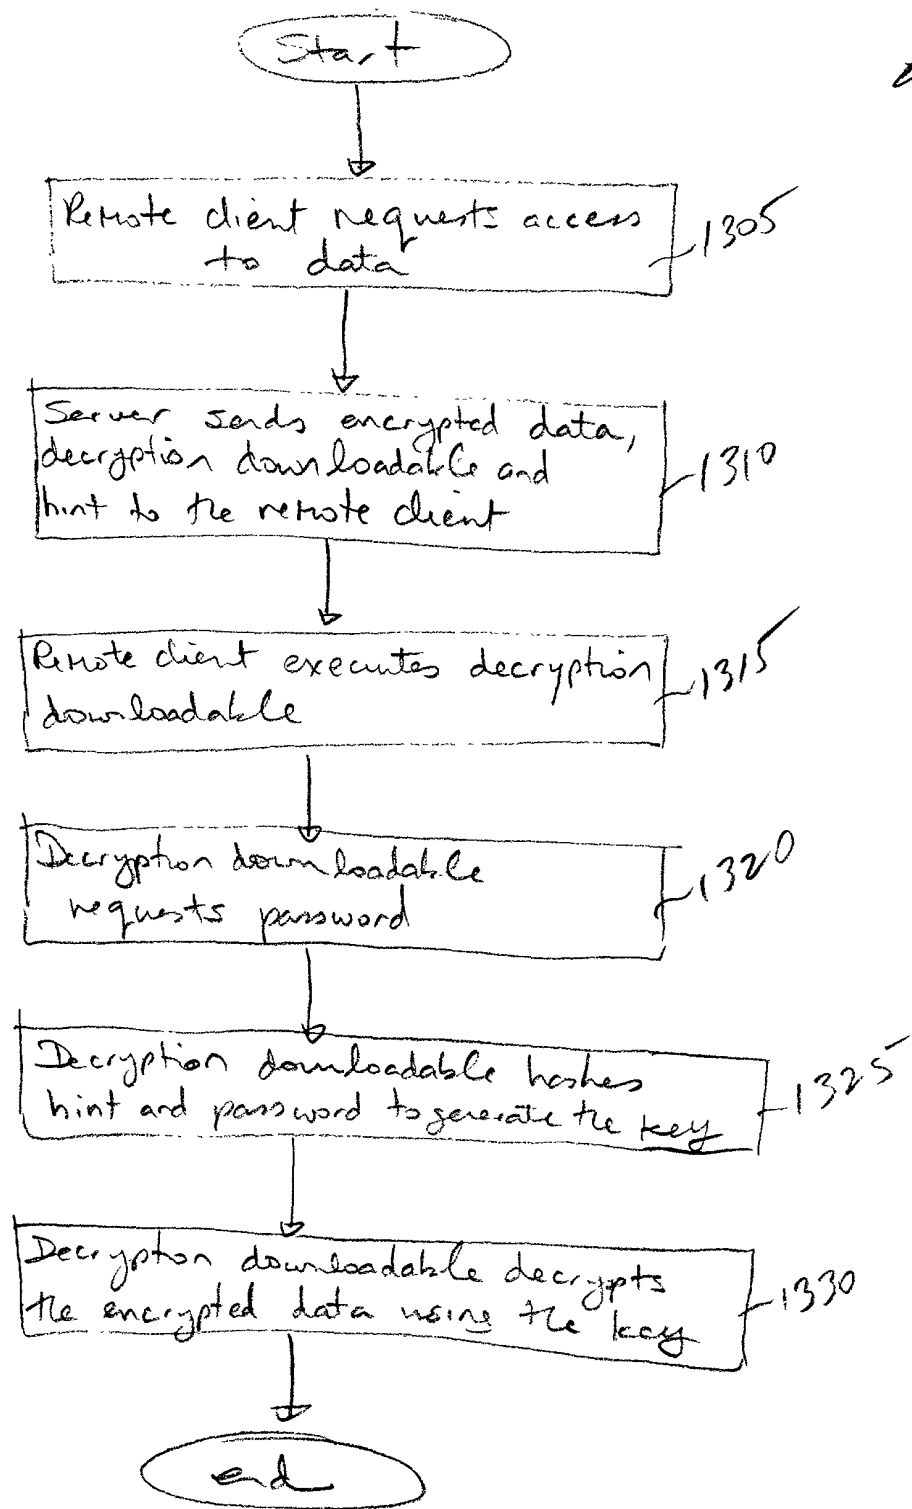 Start
Remote client requests access
to data
1305
Server sends encrypted data,
decryption downloadable and
hint to the remote client
1310
Remote client executes decryption
downloadable
1315
Decryption downloadable
requests password
1320
Decryption downloadable hashes
hint and password to generate the key
1325
Decryption downloadable decrypts
the encrypted data using the key
1330
end